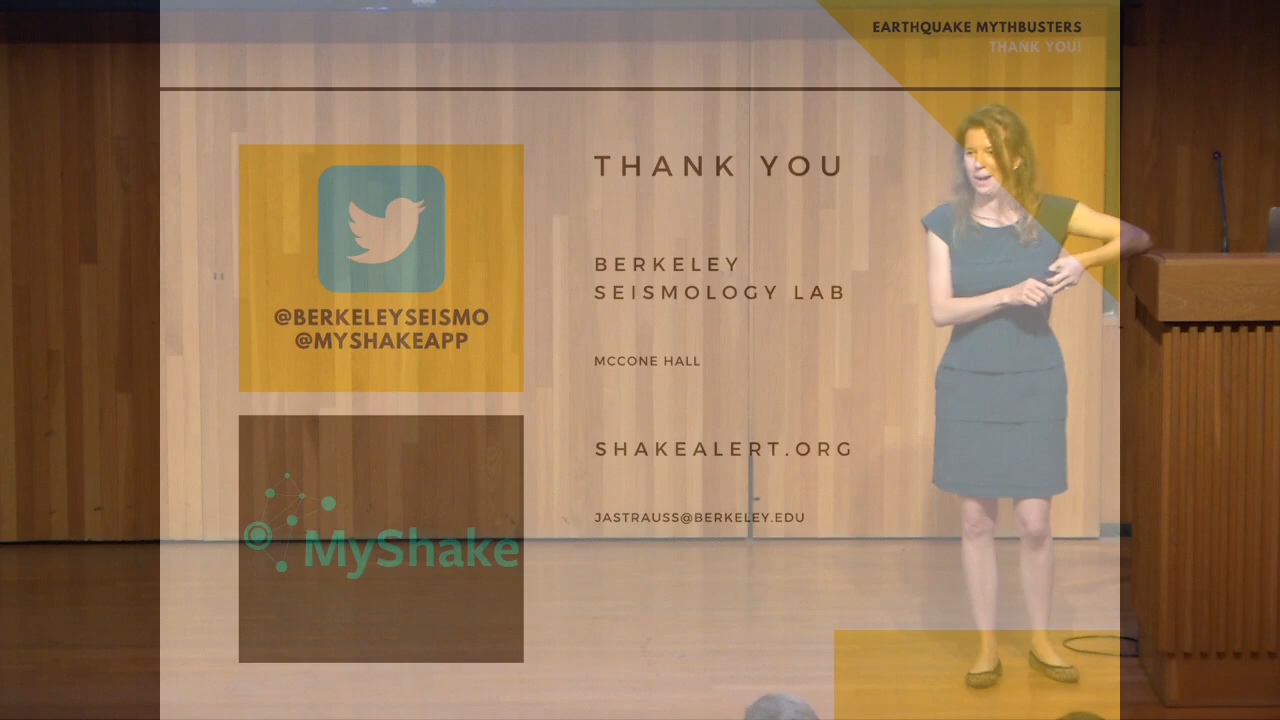 EARTHQUAKE MYTHBUSTERS
THANK YOU!
@BERKELEYSEISMO
@MYSHAKEAPP
MyShake
THANK YOU
BERKELEY
SEISMOLOGY LAB
MCCONE HALL
SHAKEALERT.ORG
JASTRAUSS@BERKELEY.EDU